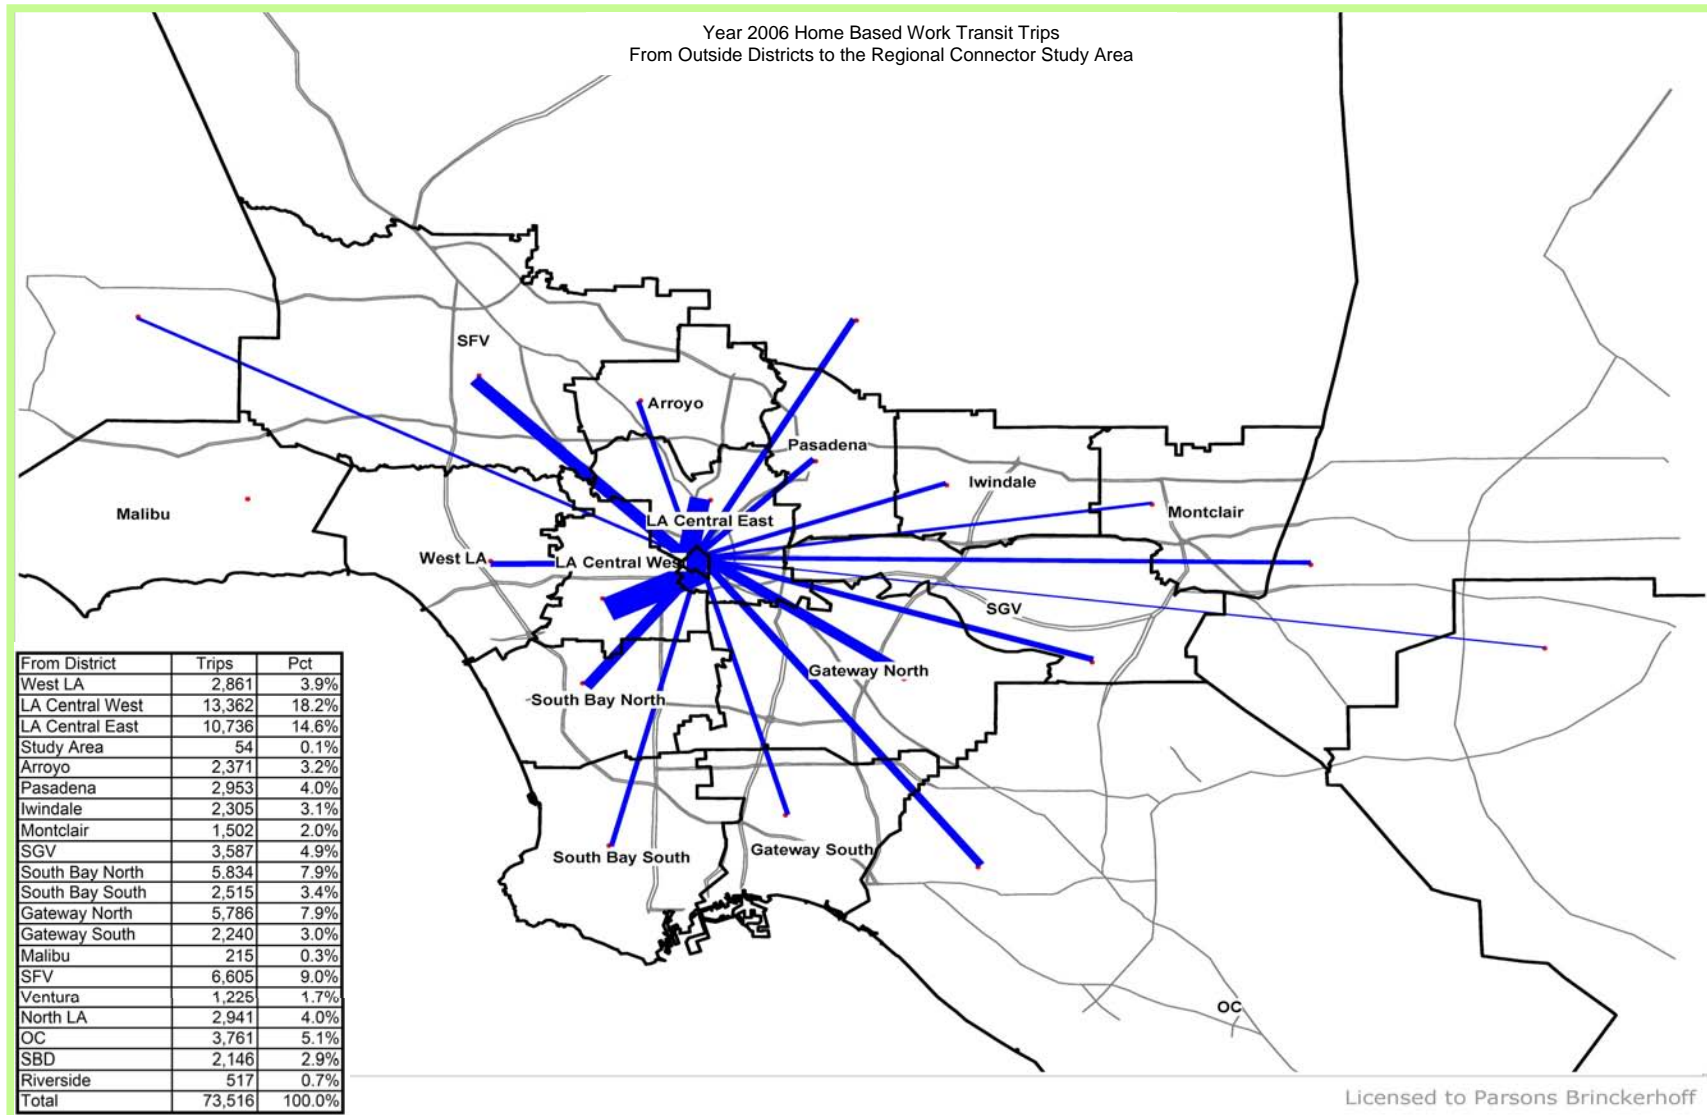 Year 2006 Home Based Work Transit Trips
From Outside Districts to the Regional Connector Study Area
SFV
Arroyo
Pasadena
Iwindale
Malibu
LA Central East
Montclair
West LA
LA Central Wes
SGV
Gateway North
South Bay North
South Bay South
Gateway South
OC
From District Trips Pct
West LA 2,861 3.9%
LA Central West 13,362 18.2%
LA Central East 10,736 14.6%
Study Area 54 0.1%
Arroyo 2,371 3.2%
Pasadena 2,953 4.0%
Iwindale 2,305 3.1%
Montclair 1,502 2.0%
SGV 3,587 4.9%
South Bay North 5,834 7.9%
South Bay South 2,515 3.4%
Gateway North 5,786 7.9%
Gateway South 2,240 3.0%
Malibu 215 0.3%
SFV 6,605 9.0%
Ventura 1,225 1.7%
North LA 2,941 4.0%
OC 3,761 5.1%
SBD 2,146 2.9%
Riverside 517 0.7%
Total 73,516 100.0%
Licensed to Parsons Brinckerhoff